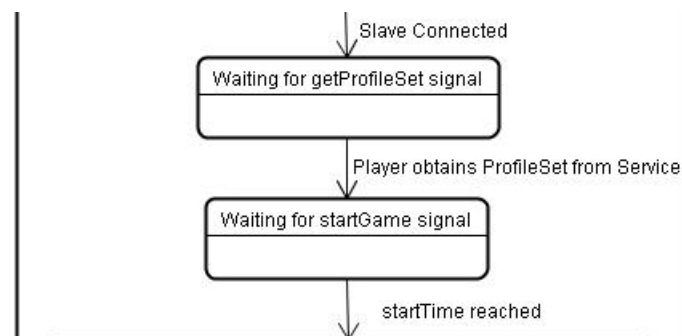 Slave Connected
Waiting for getProfileSet signal
Player obtains ProfileSet from Service
Waiting for startGame signal
startTime reached